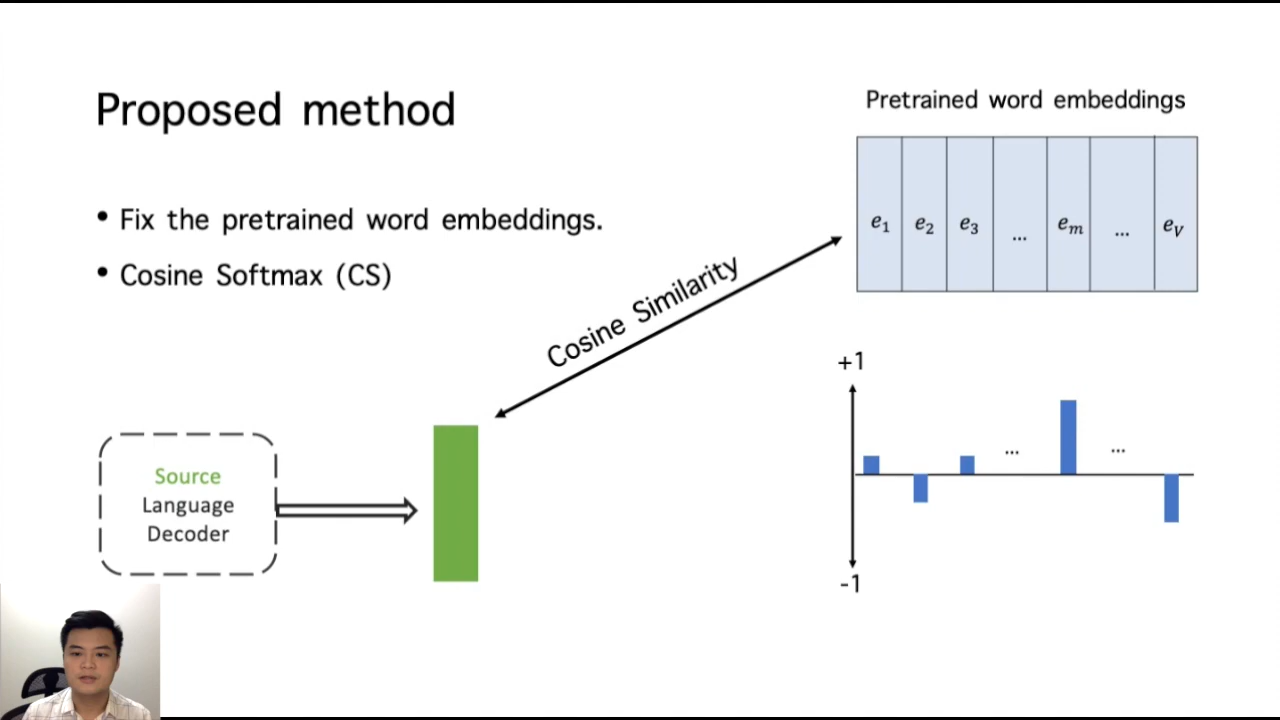 Proposed method
• Fix the pretrained word embeddings.
• Cosine Softmax (CS)
Pretrained word embeddings
e1 e2 e3 ... em ... eV
Cosine Similarity
+1
... ...
-1
Source
Language
Decoder